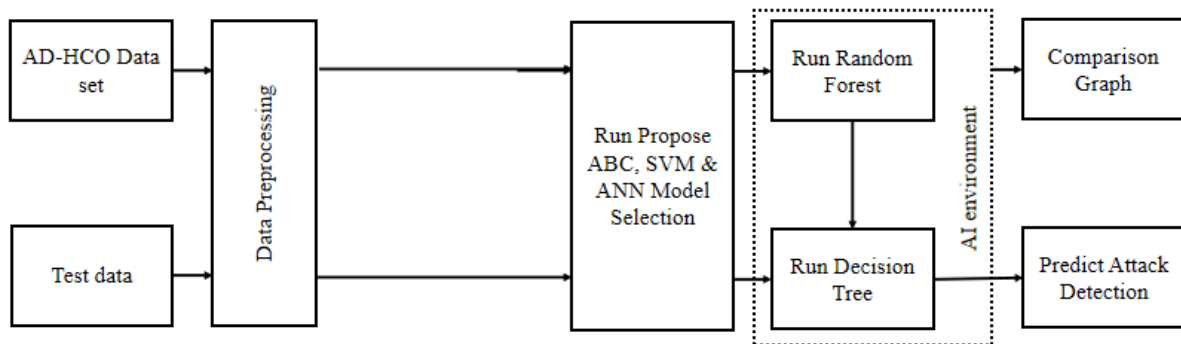 AD-HCO Data
set
Test data
Data Preprocessing
Run Propose
ABC, SVM &
ANN Model
Selection
Run Random
Forest
Run Decision
Tree
AI environment
Comparison
Graph
Predict Attack
Detection